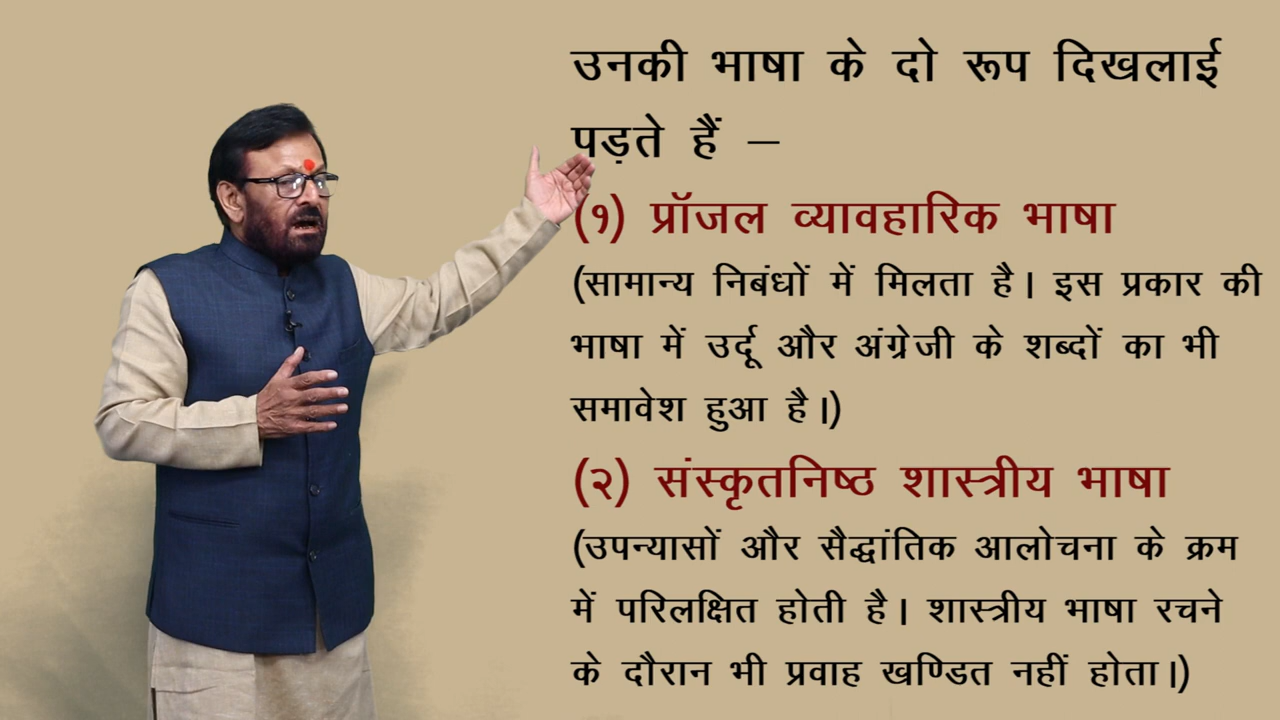 उनकी भाषा के दो रूप दिखलाई
पड़ते हैं –
(१) प्रॉजल व्यावहारिक भाषा
(सामान्य निबंधों में मिलता है। इस प्रकार की
भाषा में उर्दू और अंग्रेजी के शब्दों का भी
समावेश हुआ है।)
(२) संस्कृतनिष्ठ शास्त्रीय भाषा
(उपन्यासों और सैद्धांतिक आलोचना के क्रम
में परिलक्षित होती है। शास्त्रीय भाषा रचने
के दौरान भी प्रवाह खण्डित नहीं होता।)